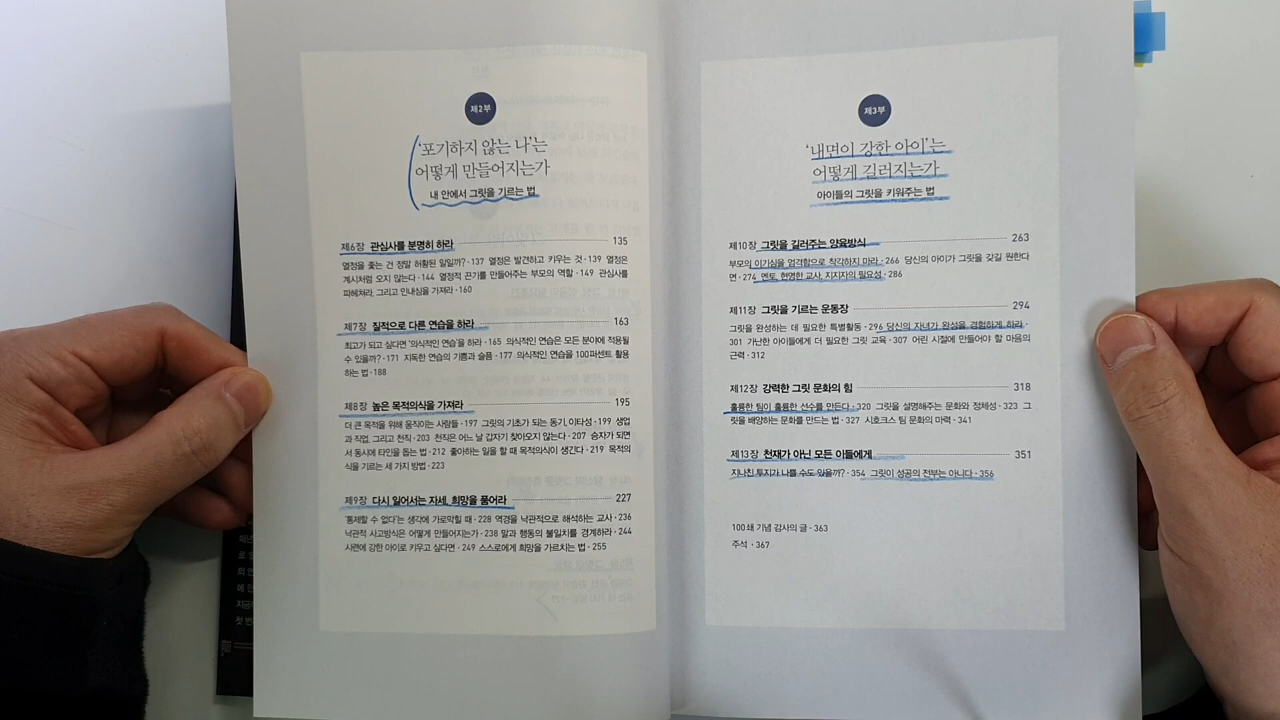 제2부
'포기하지 않는 나'는
어떻게 만들어지는가
내 안에서 그릿을 기르는 법
제6장 관심사를 분명히 하라 135
열정을 좇는 건 정말 허황된 일일까? · 137 열정은 발견하고 키우는 것 · 139 열정은
계시처럼 오지 않는다 · 144 열정적 끈기를 만들어주는 부모의 역할 · 149 관심사를
파헤쳐라, 그리고 인내심을 가져라 · 160
제7장 질적으로 다른 연습을 하라 163
최고가 되고 싶다면 '의식적인 연습'을 하라 · 165 의식적인 연습은 모든 분야에 적용될
수 있을까? · 171 지독한 연습의 기쁨과 슬픔 · 177 의식적인 연습을 100퍼센트 활용
하는 법 · 188
제8장 높은 목적의식을 가져라 195
더 큰 목적을 위해 움직이는 사람들 · 197 그릿의 기초가 되는 동기, 이타성 · 199 생업
과 직업, 그리고 천직 · 203 천직은 어느 날 갑자기 찾아오지 않는다 · 207 승자가 되면
서 동시에 타인을 돕는 법 · 212 좋아하는 일을 할 때 목적의식이 생긴다 · 219 목적의
식을 기르는 세 가지 방법 · 223
제9장 다시 일어서는 자세, 희망을 품어라 227
'통제할 수 없다'는 생각에 가로막힐 때 · 228 역경을 낙관적으로 해석하는 교사 · 236
낙관적 사고방식은 어떻게 만들어지는가 · 238 말과 행동의 불일치를 경계하라 · 244
시련에 강한 아이로 키우고 싶다면 · 249 스스로에게 희망을 가르치는 법 · 255
제3부
'내면이 강한 아이'는
어떻게 길러지는가
아이들의 그릿을 키워주는 법
제10장 그릿을 길러주는 양육방식 263
부모의 이기심을 엄격함으로 착각하지 마라 · 266 당신의 아이가 그릿을 갖길 원한다
면 · 274 멘토, 현명한 교사, 지지자의 필요성 · 286
제11장 그릿을 기르는 운동장 294
그릿을 완성하는 데 필요한 특별활동 · 296 당신의 자녀가 완성을 경험하게 하라 ·
301 가난한 아이들에게 더 필요한 그릿 교육 · 307 어린 시절에 만들어야 할 마음의
근력 · 312
제12장 강력한 그릿 문화의 힘 318
훌륭한 팀이 훌륭한 선수를 만든다 · 320 그릿을 설명해주는 문화와 정체성 · 323 그
릿을 배양하는 문화를 만드는 법 · 327 시호크스 팀 문화의 마력 · 341
제13장 천재가 아닌 모든 아들에게 351
지나친 투지가 나를 수도 있을까? · 354 그릿이 성공의 전부는 아니다 · 356
100쇄 기념 감사의 글 · 363
주석 · 367